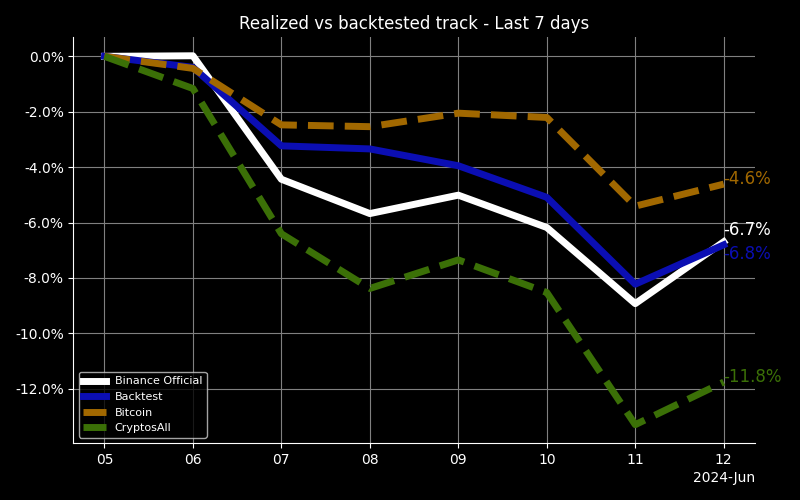 Realized vs backtested track - Last 7 days
0.0%
-2.0%
-4.0%
-6.0%
-8.0%
-10.0%
-12.0%
-4.6%
-6.7%
-6.8%
-11.8%
Binance Official
Backtest
Bitcoin
CryptosAll
05 06 07 08 09 10 11 12
2024-Jun